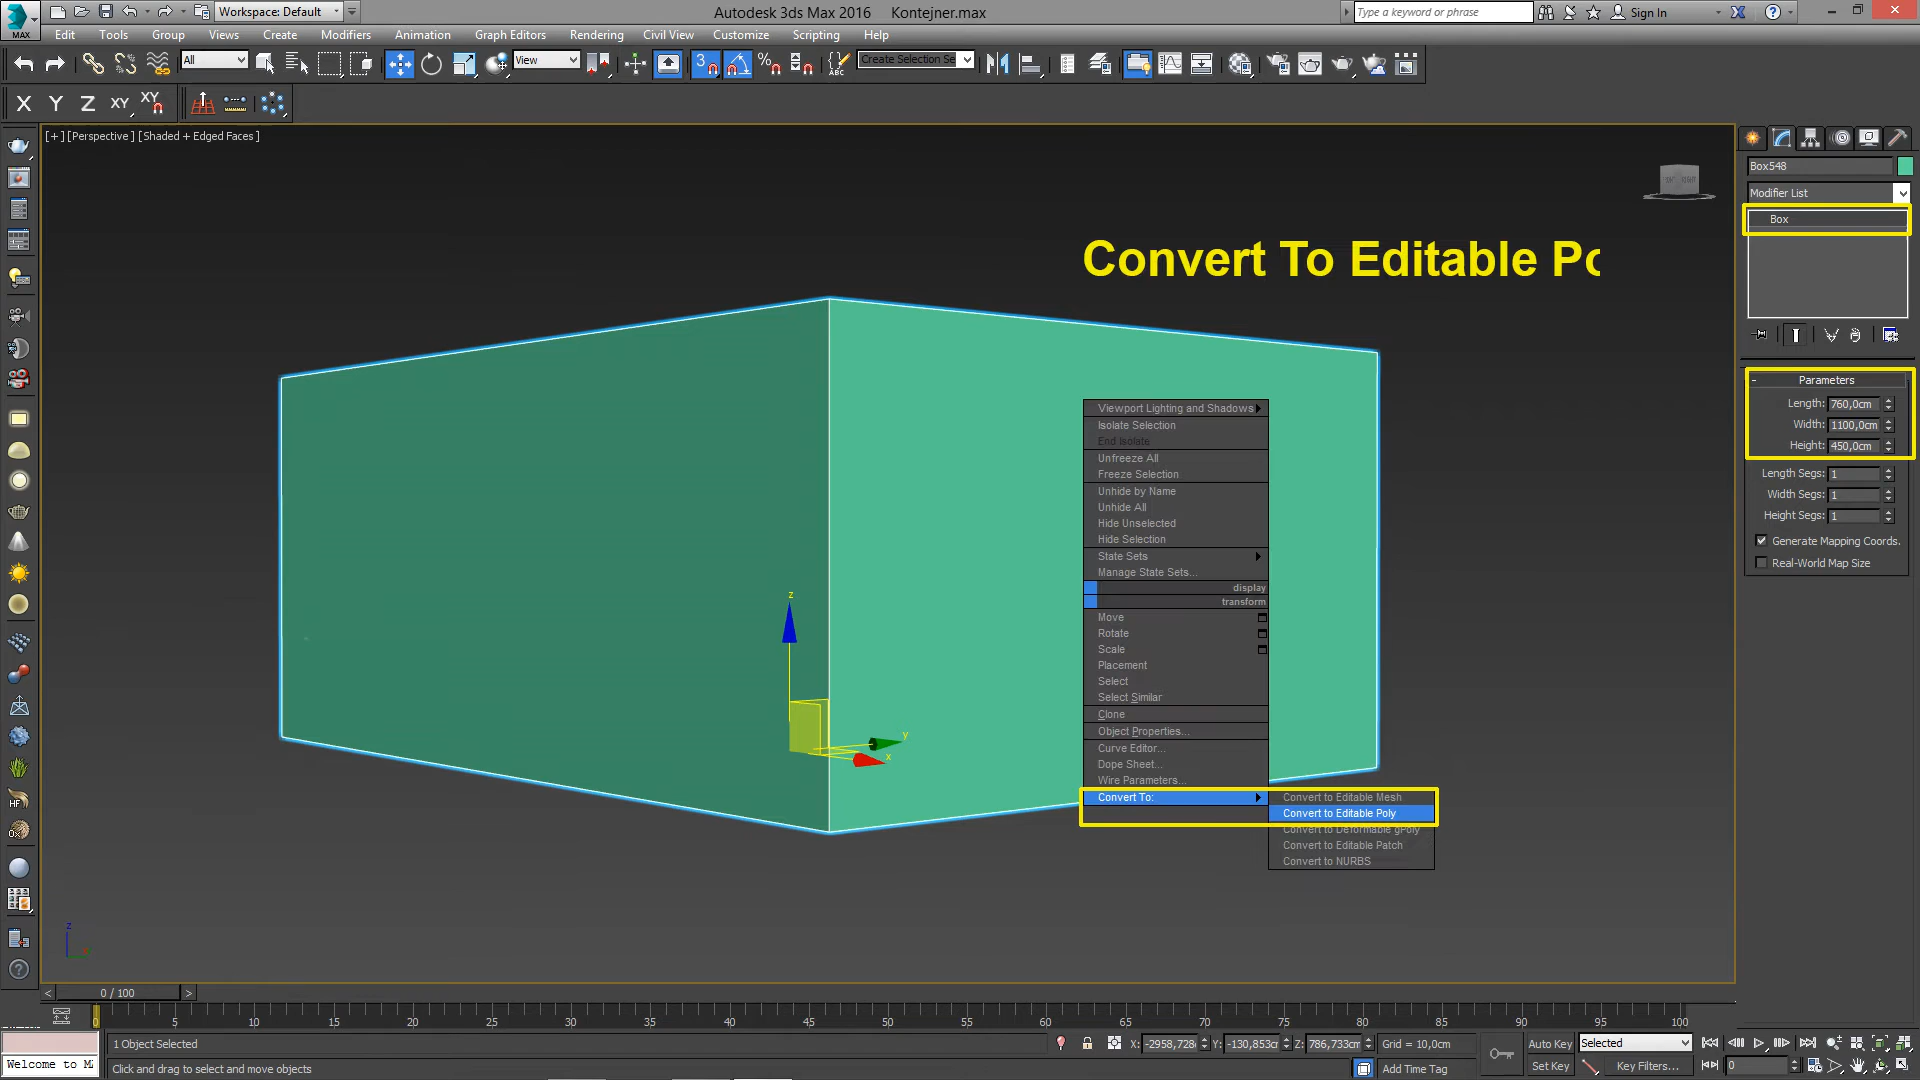 Workspace: Default
Autodesk 3ds Max 2016 Kontejner.max
Type a keyword or phrase
Sign In
MAX
Edit Tools Group Views Create Modifiers Animation Graph Editors Rendering Civil View Customize Scripting Help
All
View
3
%
ABC
Create Selection Se
X Y Z XY XY
[+] [Perspective] [Shaded + Edged Faces]
Box548
Modifier List
Box
Convert To Editable Po
Parameters
Length: 760,0cm
Width: 1100,0cm
Height: 450,0cm
Length Segs: 1
Width Segs: 1
Height Segs: 1
Generate Mapping Coords.
Real-World Map Size
Viewport Lighting and Shadows
Isolate Selection
End Isolate
Unfreeze All
Freeze Selection
Unhide by Name
Unhide All
Hide Unselected
Hide Selection
State Sets
Manage State Sets...
display
transform
Move
Rotate
Scale
Placement
Select
Select Similar
Clone
Object Properties...
Curve Editor...
Dope Sheet...
Wire Parameters...
Convert To:
Convert to Editable Mesh
Convert to Editable Poly
Convert to Deformable gPoly
Convert to Editable Patch
Convert to NURBS
z
y
x
HF
Ox
z
0 / 100
5 10 15 20 25 30 35 40 45 50 55 60 65 70 75 80 85 90 95 100
1 Object Selected
X: -2958,728 Y: -130,853cm Z: 786,733cm
Grid = 10,0cm
Auto Key
Selected
Welcome to M
Click and drag to select and move objects
Add Time Tag
Set Key
Key Filters...
0